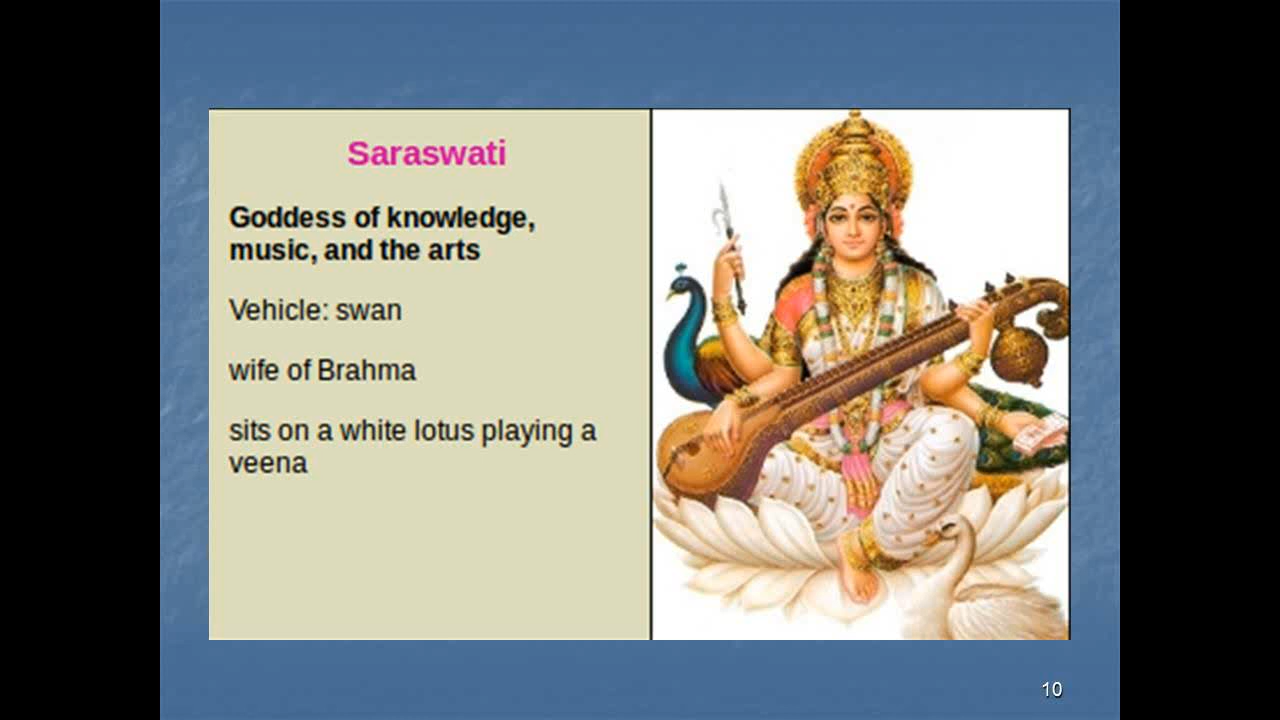 Saraswati
Goddess of knowledge,
music, and the arts
Vehicle: swan
wife of Brahma
sits on a white lotus playing a
veena
10